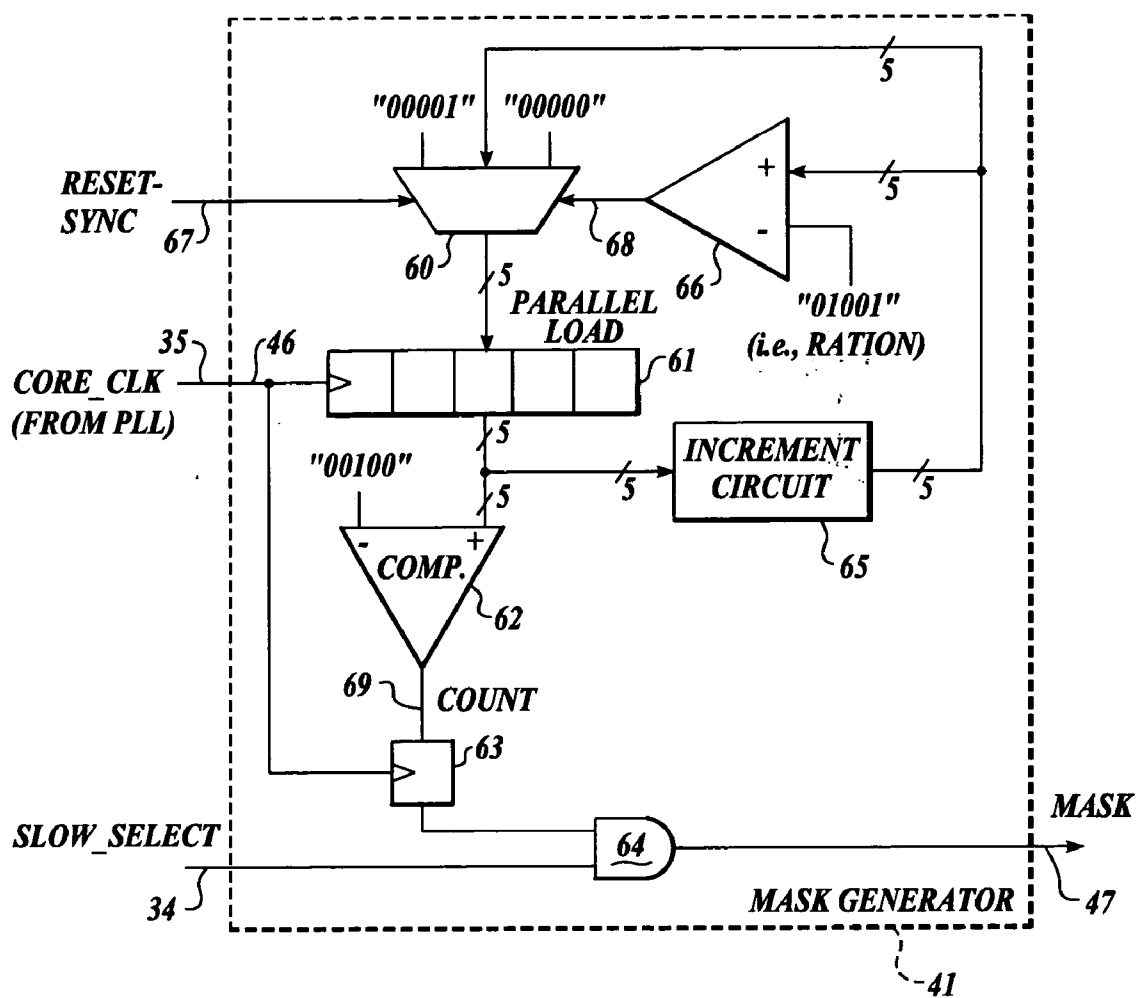 5
"00001" "00000"
RESET-
SYNC
67
+
5
-
60
68
66
5
"01001"
(i.e., RATION)
PARALLEL
LOAD
35 46
61
CORE_CLK
(FROM PLL)
5
"00100"
5
5
INCREMENT
CIRCUIT
5
65
- +
COMP.
62
69 COUNT
63
SLOW_SELECT
34
64
MASK
47
MASK GENERATOR
41